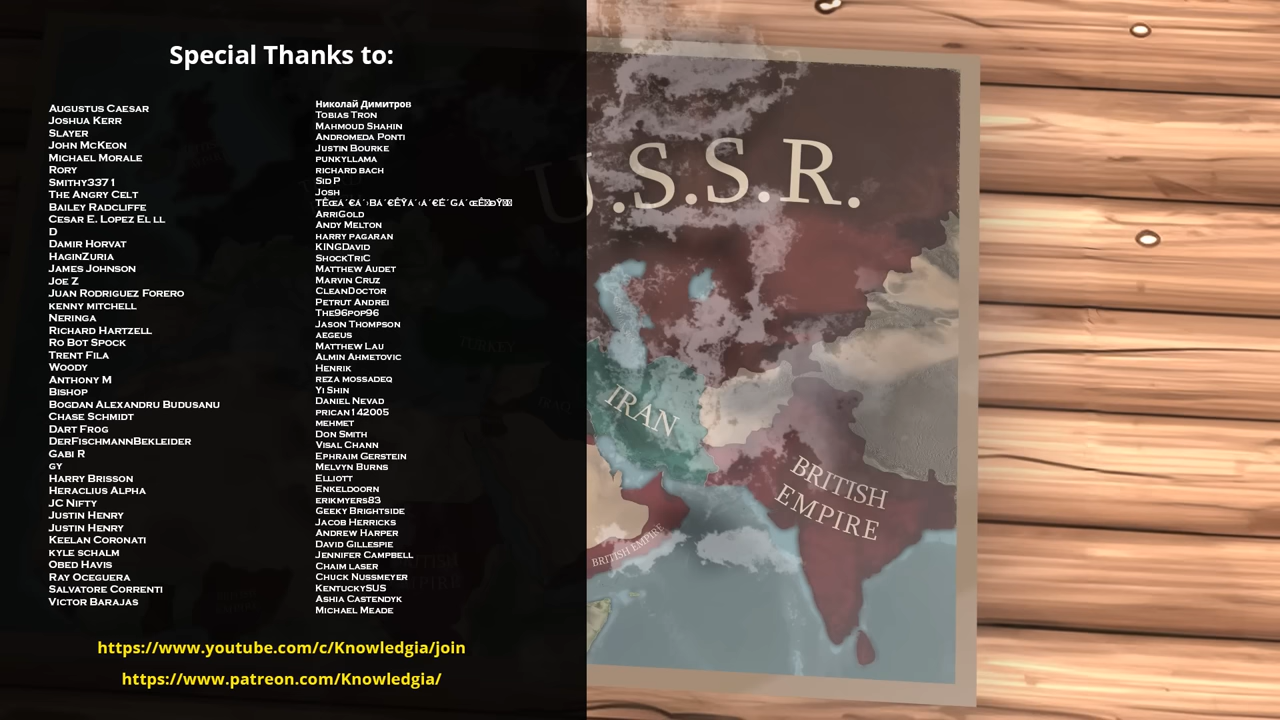 Special Thanks to:
Augustus Caesar
Joshua Kerr
Slayer
John McKeon
Michael Morale
Rory
Smithy3371
The Angry Celt
Bailey Radcliffe
Cesar E. Lopez El LL
D
Damir Horvat
HaginZuria
James Johnson
Joe Z
Juan Rodriguez Forero
kenny mitchell
Neringa
Richard Hartzell
Ro Bot Spock
Trent Fila
Woody
Anthony M
Bishop
Bogdan Alexandru Budusanu
Chase Schmidt
Dart Frog
DerFischmannBekleider
Gabi R
gy
Harry Brisson
Heraclius Alpha
JC Nifty
Justin Henry
Justin Henry
Keelan Coronati
kyle schalm
Obed Havis
Ray Oceguera
Salvatore Correnti
Victor Barajas
Николай Димитров
Tobias Tron
Mahmoud Shahin
Andromeda Ponti
Justin Bourke
punkyllama
richard bach
Sid P
Josh
ArriGold
Andy Melton
harry pagaran
KINGDavid
ShockTriC
Matthew Audet
Marvin Cruz
CleanDoctor
Petrut Andrei
The96pop96
Jason Thompson
aegeus
Matthew Lau
Almin Ahmetovic
Henrik
reza mossadeq
Yi Shin
Daniel Nevad
prican142005
mehmet
Don Smith
Visal Chann
Ephraim Gerstein
Melvyn Burns
Elliott
Enkeldoorn
erikmyers83
Geeky Brightside
Jacob Herricks
Andrew Harper
David Gillespie
Jennifer Campbell
Chaim laser
Chuck Nussmeyer
KentuckySUS
Ashia Castendyk
Michael Meade
https://www.youtube.com/c/Knowledgia/join
https://www.patreon.com/Knowledgia/
U.S.S.R.
TURKEY
IRAN
BRITISH
EMPIRE
BRITISH EMPIRE